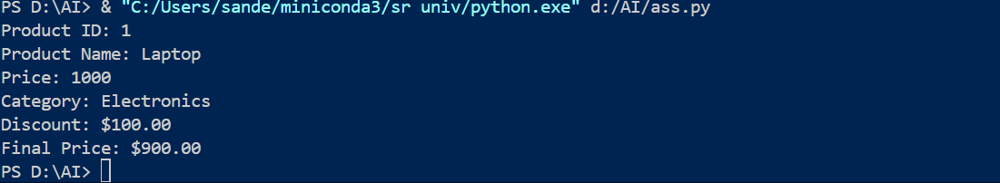 PS D:\AI> & "C:/Users/sande/miniconda3/sr univ/python.exe" d:/AI/ass.py
Product ID: 1
Product Name: Laptop
Price: 1000
Category: Electronics
Discount: $100.00
Final Price: $900.00
PS D:\AI>